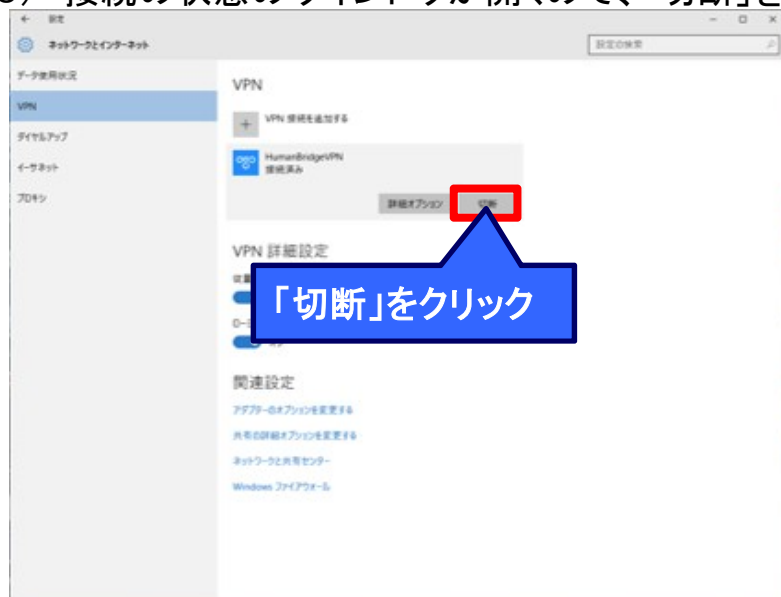 接続の状態のウィンドウが開くので、「切断」を
設定
ネットワークとインターネット
設定の検索
データ使用状況
VPN
ダイヤルアップ
イーサネット
プロキシ
VPN
VPN 接続を追加する
HumanBridgeVPN
接続済み
詳細オプション
切断
VPN 詳細設定
「切断」をクリック
関連設定
アダプターのオプションを変更する
共有の詳細オプションを変更する
ネットワークと共有センター
Windows ファイアウォール